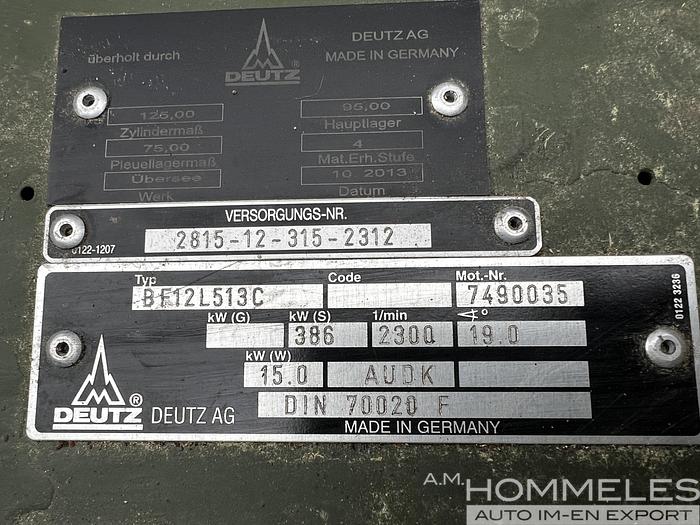 überholt durch
DEUTZ
DEUTZ AG
MADE IN GERMANY
125,00
95,00
Zylindermaß
Hauptlager
75,00
4
Pleuellagermaß
Mat.Erh.Stufe
Übersee
10 2013
Werk
Datum
VERSORGUNGS-NR.
2815-12-315-2312
0122-1207
Typ
Code
Mot.-Nr.
BF12L513C
7490035
kW (G)
kW (S)
1/min
∢°
386
2300
19.0
0122 3236
kW (W)
15.0
AUDK
DEUTZ ®
DEUTZ AG
DIN 70020 F
MADE IN GERMANY
A.M.
HOMMELES
AUTO IM-EN EXPORT